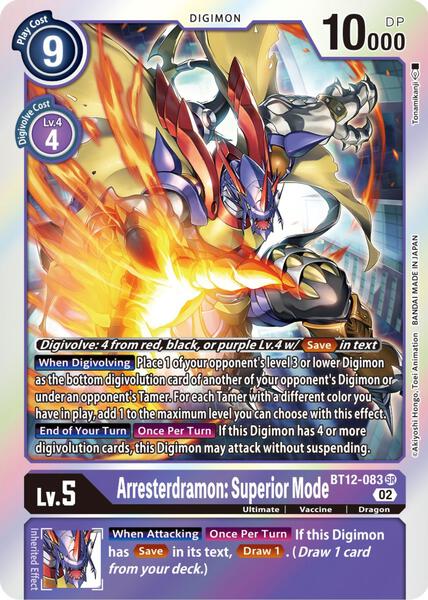 Play Cost
9
DIGIMON
DP
10000
Digivolve Cost
Lv.4
4
Tomamikanji
©Akiyoshi Hongo, Toei Animation BANDAI MADE IN JAPAN
Digivolve: 4 from red, black, or purple Lv.4 w/ Save in text
When Digivolving Place 1 of your opponent's level 3 or lower Digimon
as the bottom digivolution card of another of your opponent's Digimon or
under an opponent's Tamer. For each Tamer with a different color you
have in play, add 1 to the maximum level you can choose with this effect.
End of Your Turn Once Per Turn If this Digimon has 4 or more
digivolution cards, this Digimon may attack without suspending.
Lv.5
Arresterdramon: Superior Mode
BT12-083 SR
02
Ultimate | Vaccine | Dragon
Inherited Effect
When Attacking Once Per Turn If this Digimon
has Save in its text, Draw 1. (Draw 1 card
from your deck.)